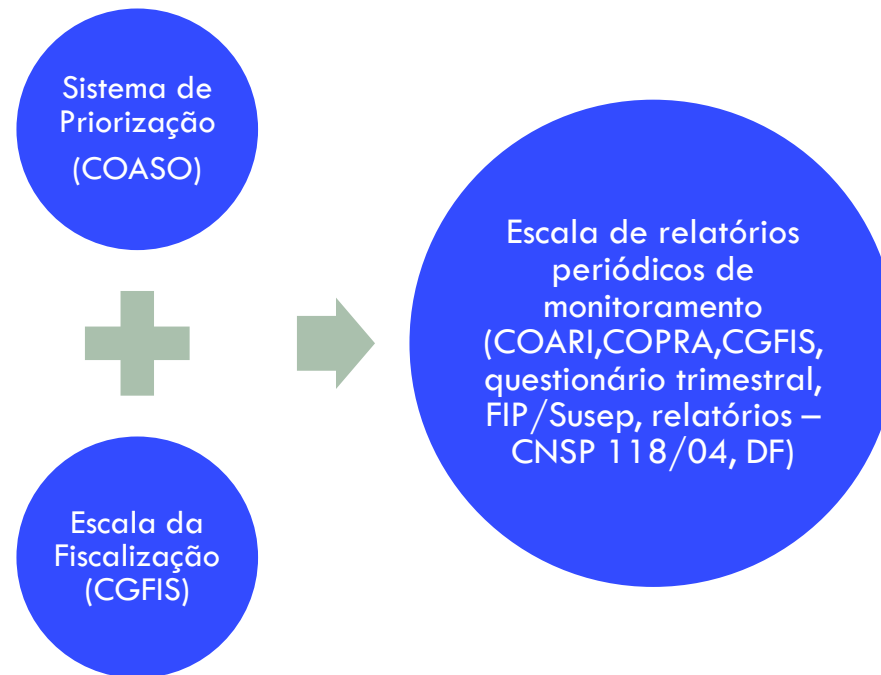 Sistema de
Priorização
(COASO)
Escala da
Fiscalização
(CGFIS)
Escala de relatórios
periódicos de
monitoramento
(COARI,COPRA,CGFIS,
questionário trimestral,
FIP/Susep, relatórios –
CNSP 118/04, DF)